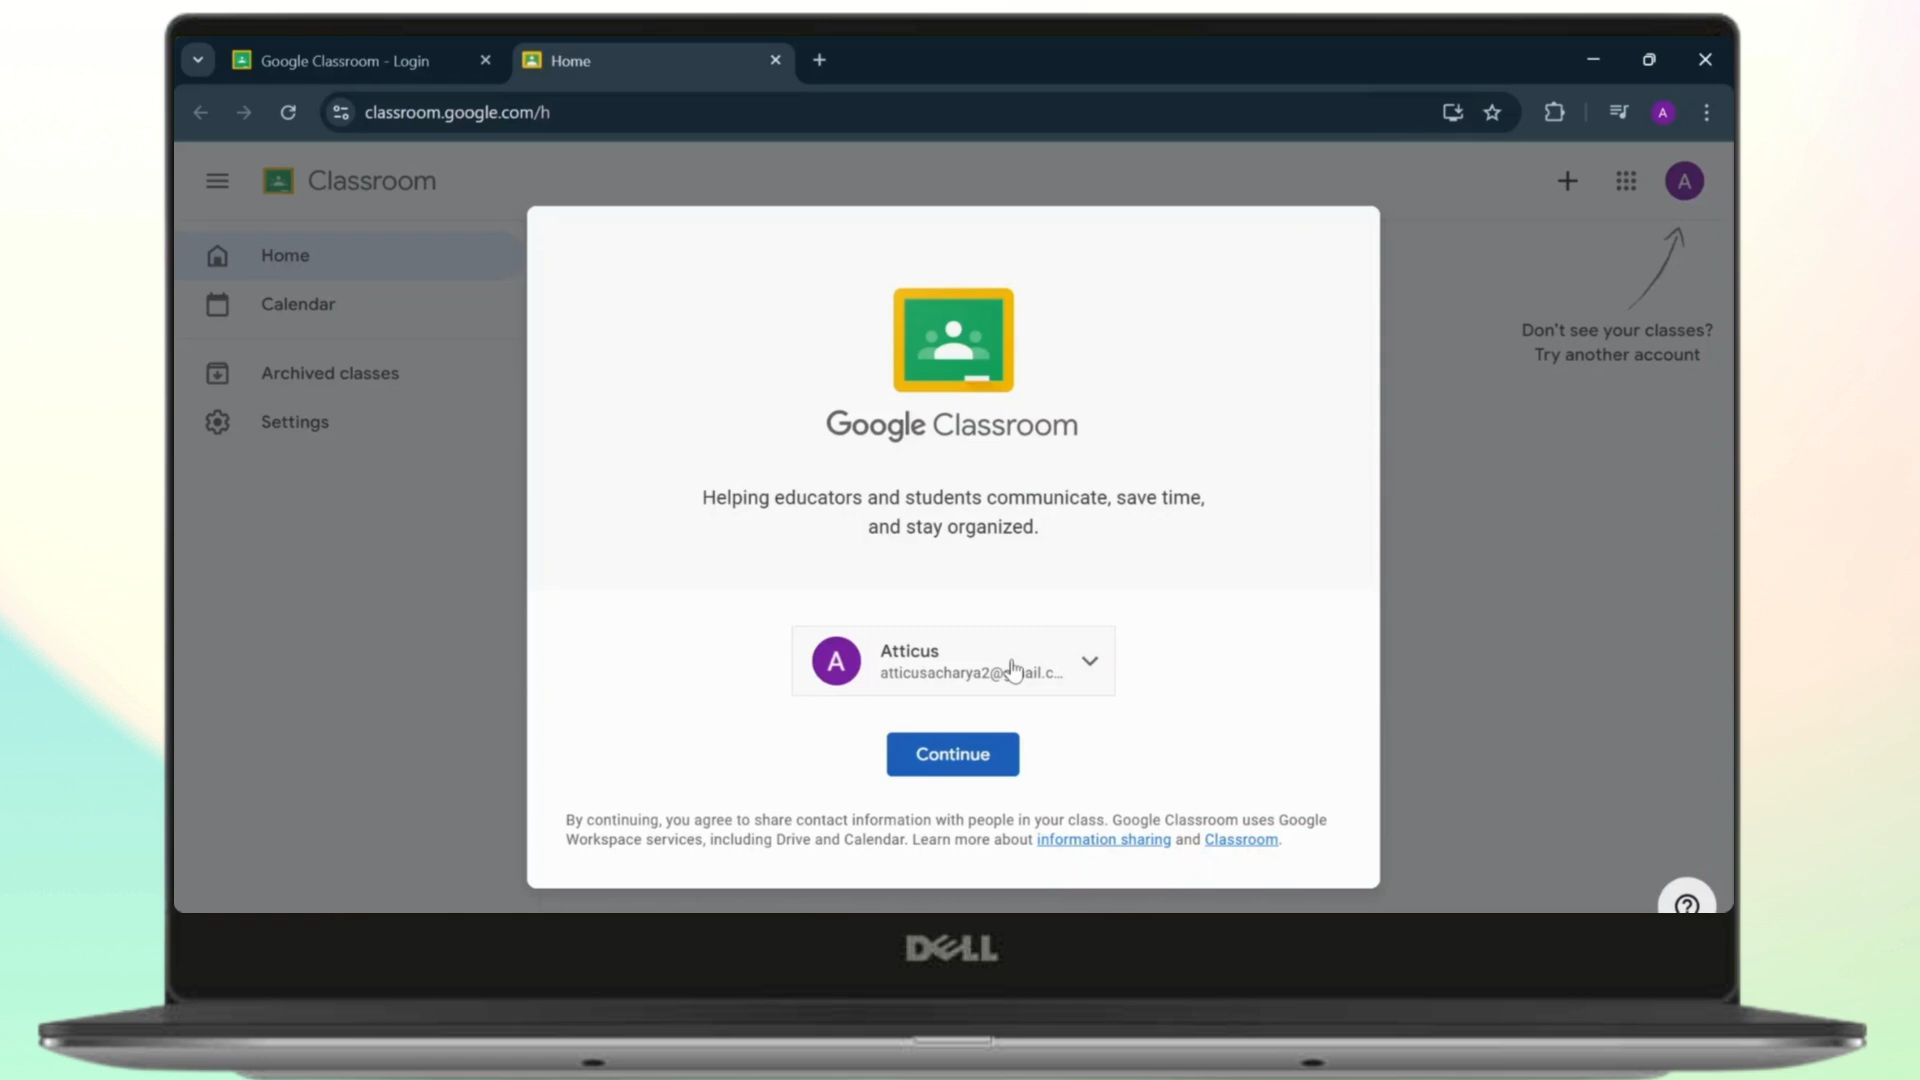 Google Classroom - Login
Home
classroom.google.com/h
A
Classroom
A
Home
Calendar
Archived classes
Settings
Don't see your classes?
Try another account
Google Classroom
Helping educators and students communicate, save time,
and stay organized.
A
Atticus
Continue
By continuing, you agree to share contact information with people in your class. Google Classroom uses Google
Workspace services, including Drive and Calendar. Learn more about information sharing and Classroom.
DELL